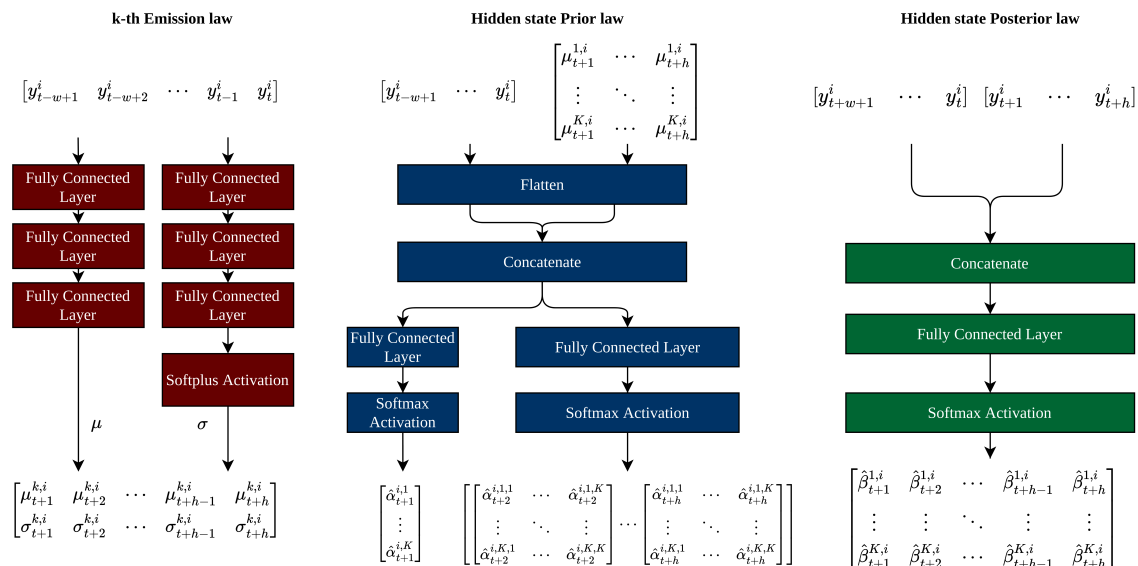 k-th Emission law
[y^i_{t-w+1} y^i_{t-w+2} ⋯ y^i_{t-1} y^i_t]
Fully Connected
Layer
Fully Connected
Layer
Fully Connected
Layer
Fully Connected
Layer
Fully Connected
Layer
Fully Connected
Layer
Softplus Activation
μ
σ
[μ^{k,i}_{t+1} μ^{k,i}_{t+2} ⋯ μ^{k,i}_{t+h-1} μ^{k,i}_{t+h}
σ^{k,i}_{t+1} σ^{k,i}_{t+2} ⋯ σ^{k,i}_{t+h-1} σ^{k,i}_{t+h}]
Hidden state Prior law
[y^i_{t-w+1} ⋯ y^i_t]
[μ^{1,i}_{t+1} ⋯ μ^{1,i}_{t+h}
⋮ ⋱ ⋮
μ^{K,i}_{t+1} ⋯ μ^{K,i}_{t+h}]
Flatten
Concatenate
Fully Connected
Layer
Fully Connected Layer
Softmax
Activation
Softmax Activation
[α̂^{i,1}_{t+1}
⋮
α̂^{i,K}_{t+1}]
[[α̂^{i,1,1}_{t+2} ⋯ α̂^{i,1,K}_{t+2}] ⋯ [α̂^{i,1,1}_{t+h} ⋯ α̂^{i,1,K}_{t+h}]
⋮ ⋱ ⋮ ⋮ ⋱ ⋮
[α̂^{i,K,1}_{t+2} ⋯ α̂^{i,K,K}_{t+2}] [α̂^{i,K,1}_{t+h} ⋯ α̂^{i,K,K}_{t+h}]]
Hidden state Posterior law
[y^i_{t+w+1} ⋯ y^i_t] [y^i_{t+1} ⋯ y^i_{t+h}]
Concatenate
Fully Connected Layer
Softmax Activation
[β̂^{1,i}_{t+1} β̂^{1,i}_{t+2} ⋯ β̂^{1,i}_{t+h-1} β̂^{1,i}_{t+h}
⋮ ⋮ ⋱ ⋮ ⋮
β̂^{K,i}_{t+1} β̂^{K,i}_{t+2} ⋯ β̂^{K,i}_{t+h-1} β̂^{K,i}_{t+h}]